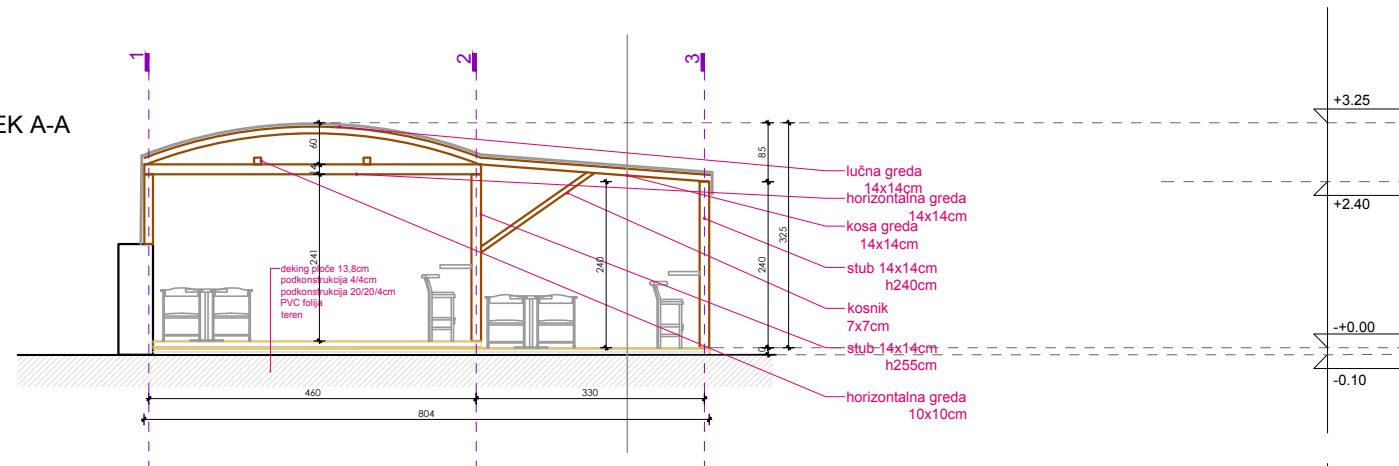 1
2
3
EK A-A
+3.25
+2.40
-+0.00
-0.10
60
14
241
85
325
240
240
10
lučna greda
14x14cm
horizontalna greda
14x14cm
kosa greda
14x14cm
stub 14x14cm
h240cm
kosnik
7x7cm
stub 14x14cm
h255cm
horizontalna greda
10x10cm
deking ploče 13,8cm
podkonstrukcija 4/4cm
podkonstrukcija 20/20/4cm
PVC folija
teren
460
330
804